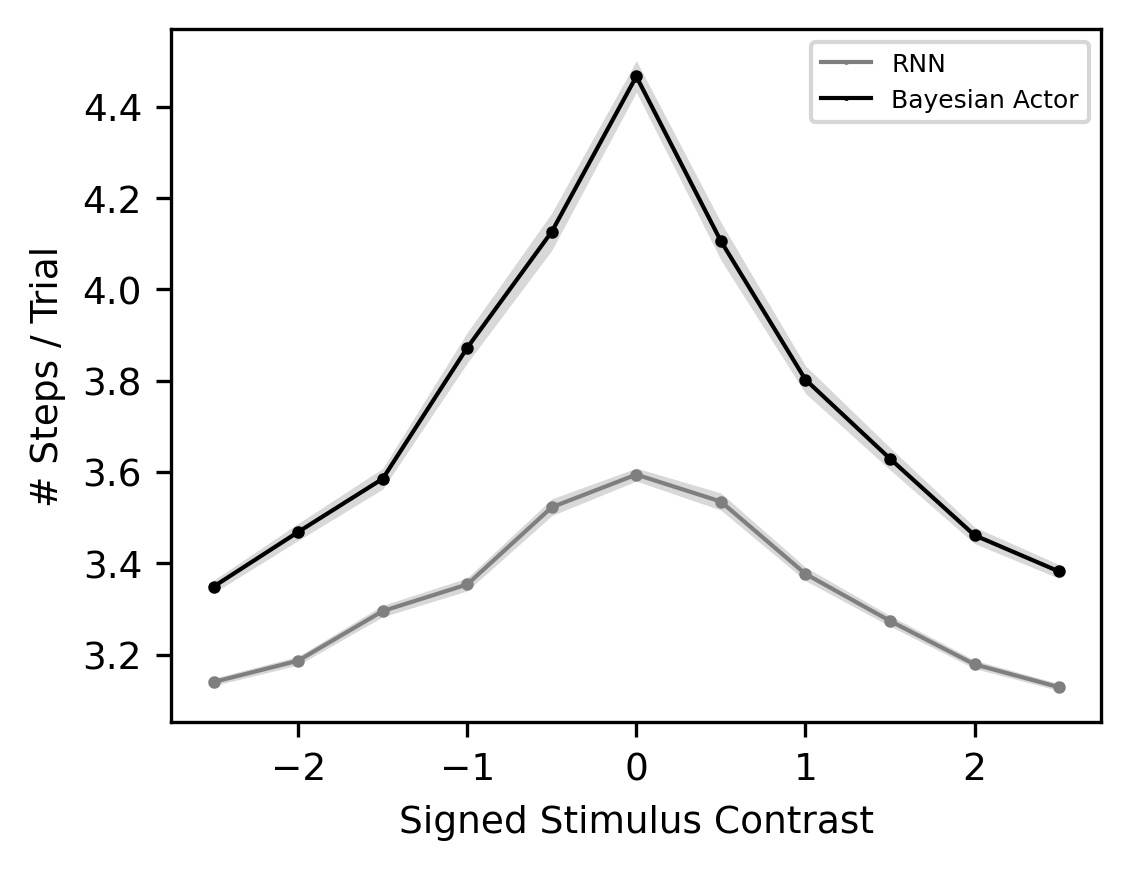 RNN
Bayesian Actor
4.4
4.2
4.0
3.8
3.6
3.4
3.2
# Steps / Trial
−2 −1 0 1 2
Signed Stimulus Contrast